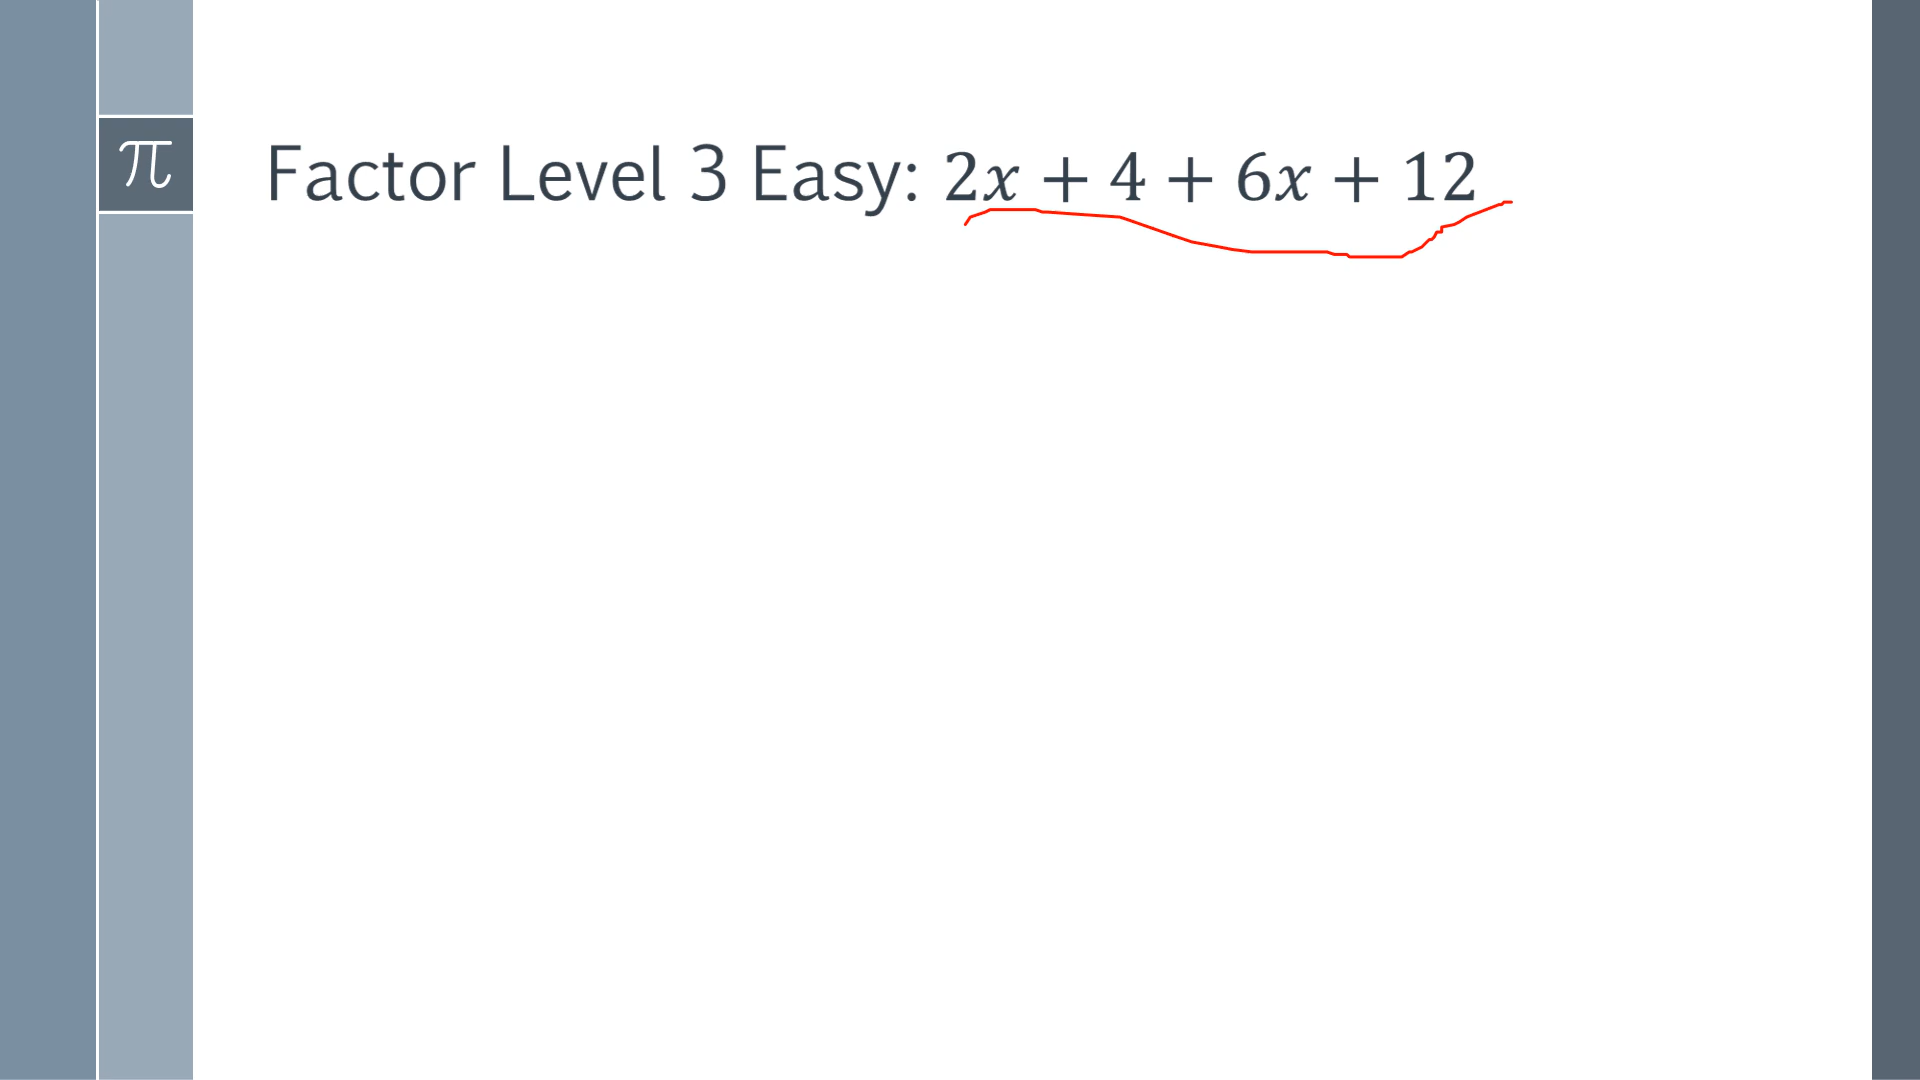 π
Factor Level 3 Easy: 2x + 4 + 6x + 12